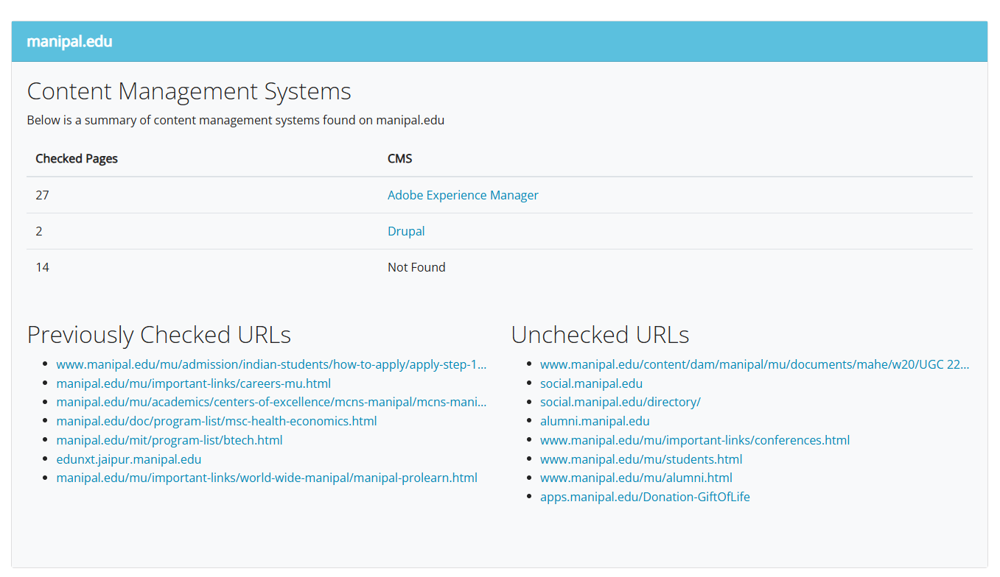 manipal.edu
Content Management Systems
Below is a summary of content management systems found on manipal.edu
Checked Pages CMS
27 Adobe Experience Manager
2 Drupal
14 Not Found
Previously Checked URLs
www.manipal.edu/mu/admission/indian-students/how-to-apply/apply-step-1...
manipal.edu/mu/important-links/careers-mu.html
manipal.edu/mu/academics/centers-of-excellence/mcns-manipal/mcns-mani...
manipal.edu/doc/program-list/msc-health-economics.html
manipal.edu/mit/program-list/btech.html
edunxt.jaipur.manipal.edu
manipal.edu/mu/important-links/world-wide-manipal/manipal-prolearn.html
Unchecked URLs
www.manipal.edu/content/dam/manipal/mu/documents/mahe/w20/UGC 22...
social.manipal.edu
social.manipal.edu/directory/
alumni.manipal.edu
www.manipal.edu/mu/important-links/conferences.html
www.manipal.edu/mu/students.html
www.manipal.edu/mu/alumni.html
apps.manipal.edu/Donation-GiftOfLife